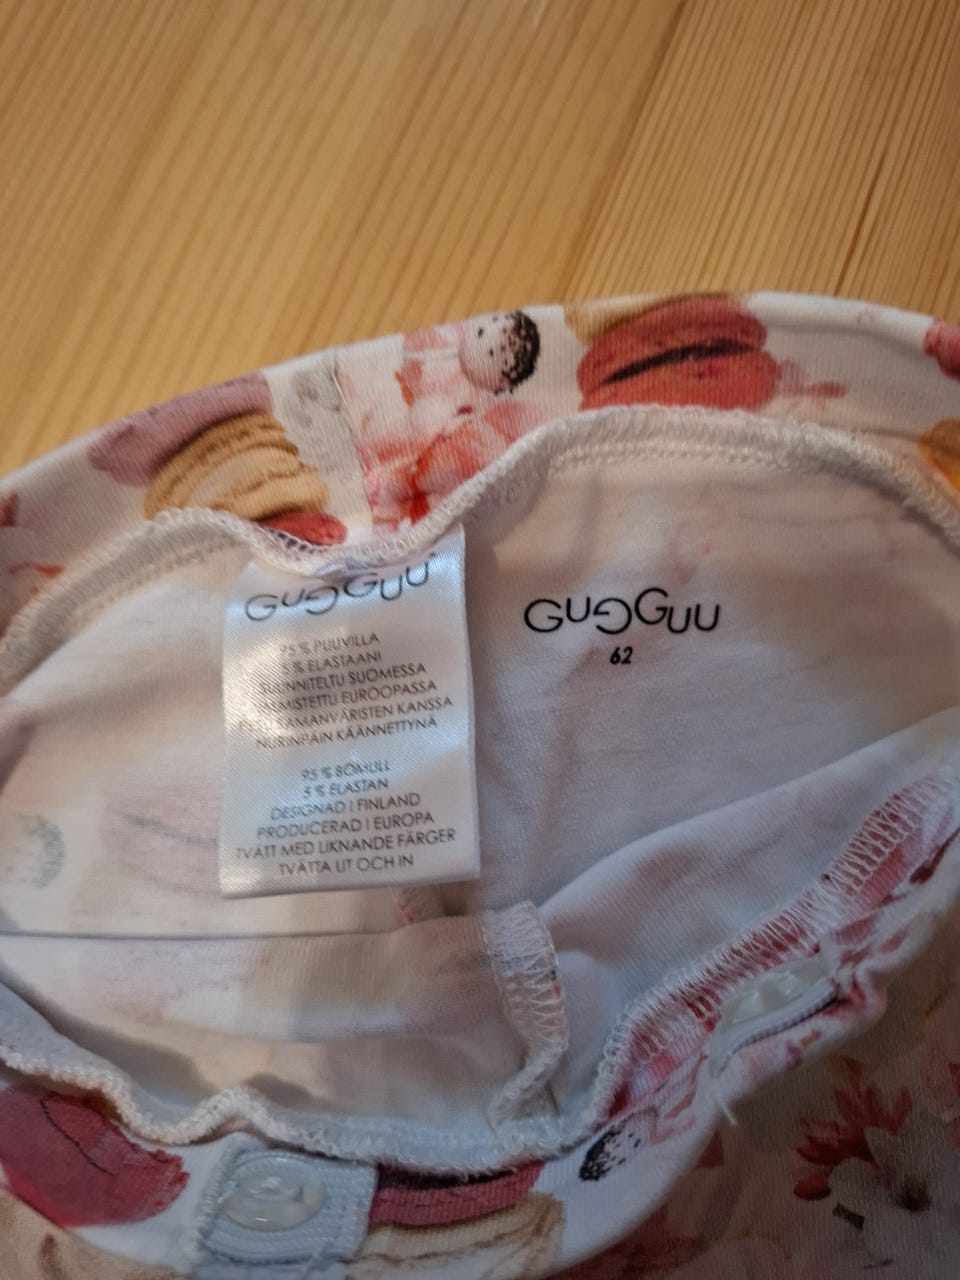 GUGGUU
95 % PUUVILLA
5 % ELASTAANI
SUUNNITELTU SUOMESSA
VALMISTETTU EUROOPASSA
SAMANVÄRISTEN KANSSA
NURINPÄIN KÄÄNNETTYNÄ
95 % BOMULL
5 % ELASTAN
DESIGNAD I FINLAND
PRODUCERAD I EUROPA
TVÄTT MED LIKNANDE FÄRGER
TVÄTTA UT OCH IN
GUGGUU
62